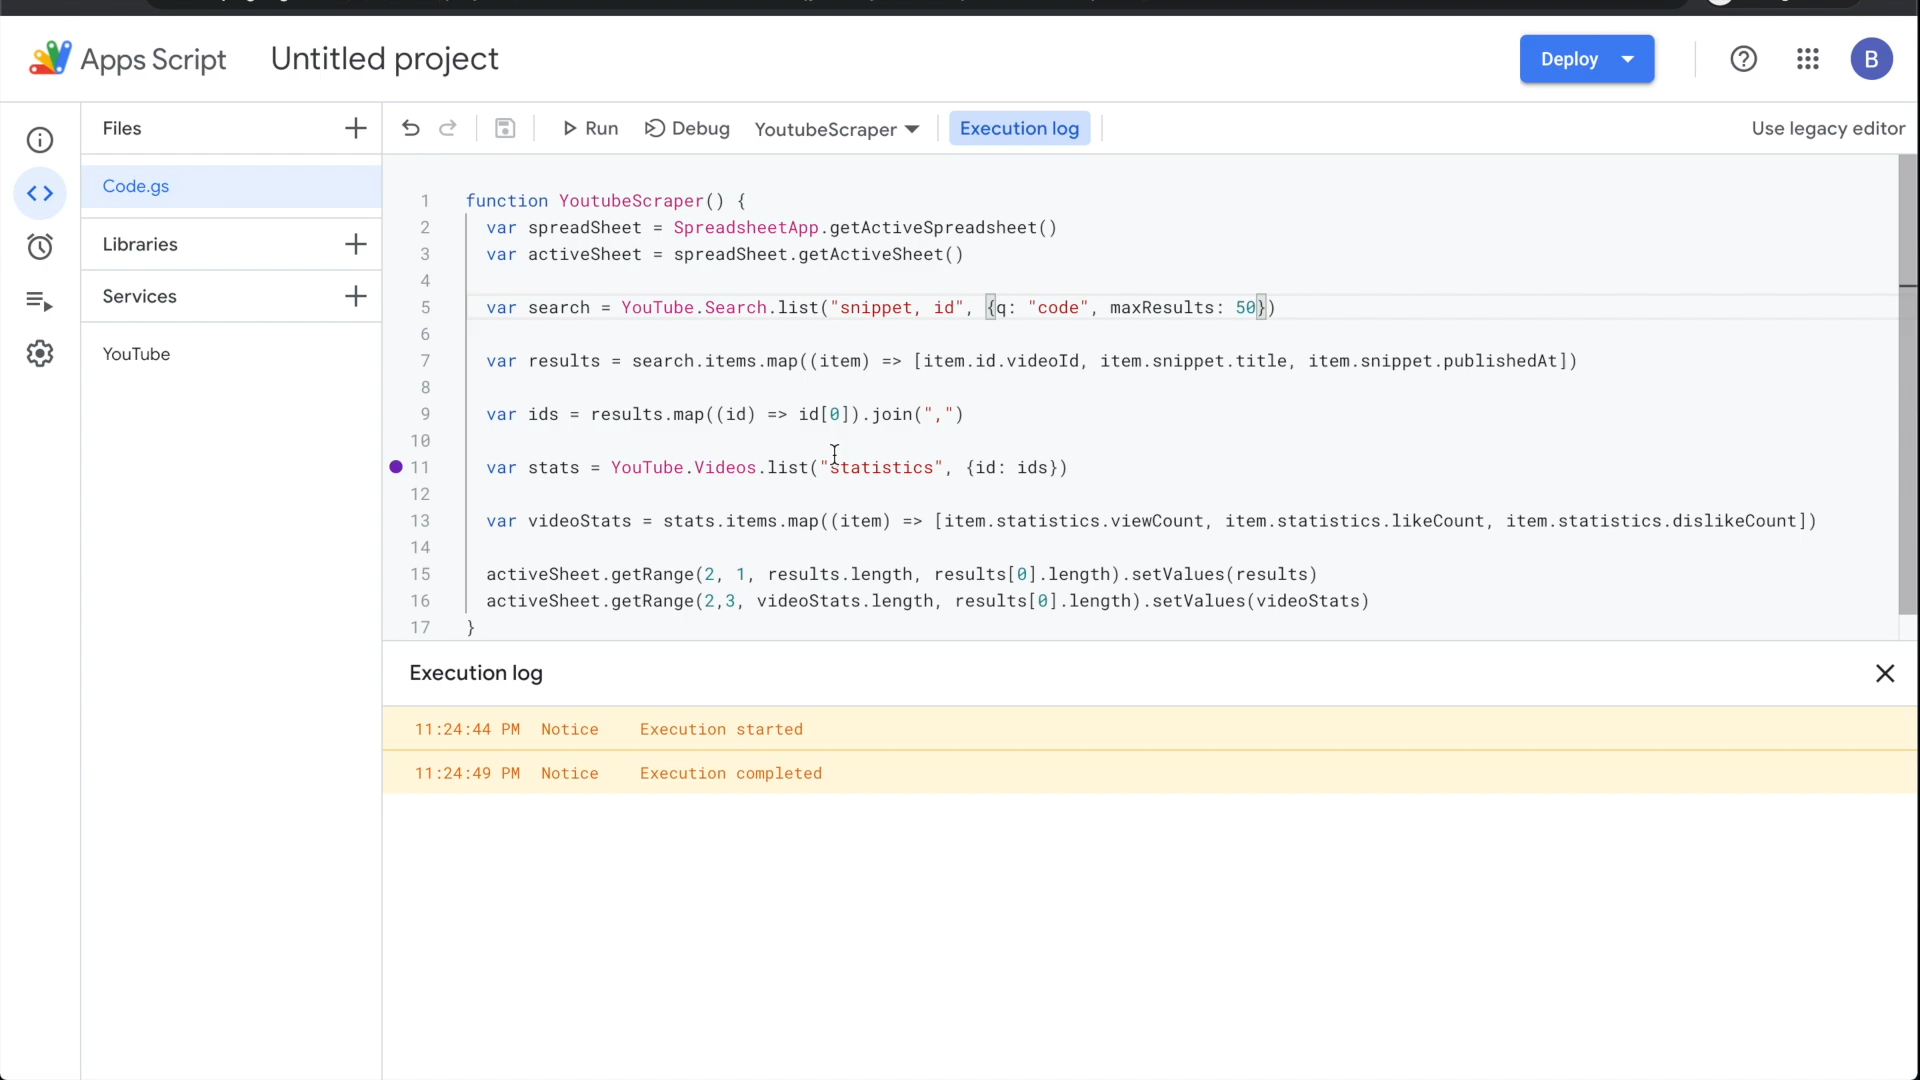 Apps Script
Untitled project
Deploy
B
Files
Run
Debug
YoutubeScraper
Execution log
Use legacy editor
Code.gs
Libraries
Services
YouTube
1 function YoutubeScraper() {
2 var spreadSheet = SpreadsheetApp.getActiveSpreadsheet()
3 var activeSheet = spreadSheet.getActiveSheet()
4
5 var search = YouTube.Search.list("snippet, id", {q: "code", maxResults: 50})
6
7 var results = search.items.map((item) => [item.id.videoId, item.snippet.title, item.snippet.publishedAt])
8
9 var ids = results.map((id) => id[0]).join(",")
10
11 var stats = YouTube.Videos.list("statistics", {id: ids})
12
13 var videoStats = stats.items.map((item) => [item.statistics.viewCount, item.statistics.likeCount, item.statistics.dislikeCount])
14
15 activeSheet.getRange(2, 1, results.length, results[0].length).setValues(results)
16 activeSheet.getRange(2,3, videoStats.length, results[0].length).setValues(videoStats)
17 }
Execution log
11:24:44 PM Notice Execution started
11:24:49 PM Notice Execution completed